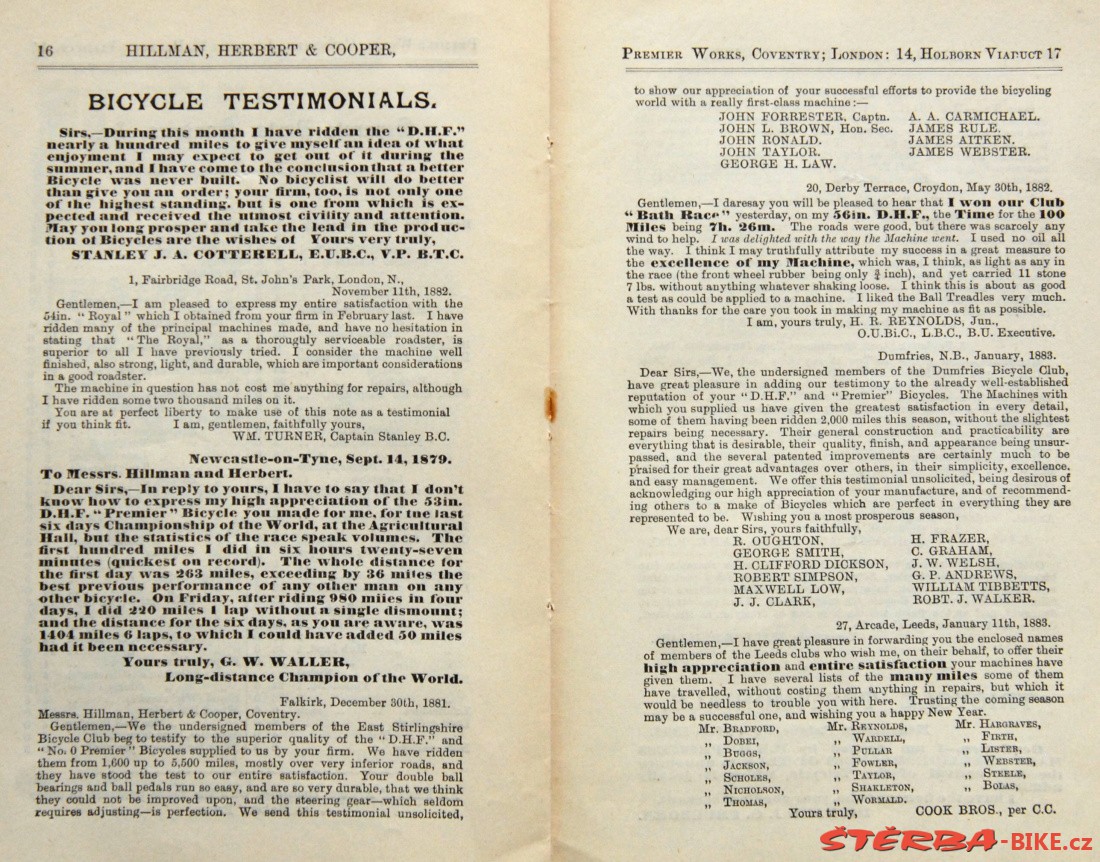 16 HILLMAN, HERBERT & COOPER,
BICYCLE TESTIMONIALS.
Sirs,—During this month I have ridden the "D.H.F."
nearly a hundred miles to give myself an idea of what
enjoyment I may expect to get out of it during the
summer, and I have come to the conclusion that a better
Bicycle was never built. No bicyclist will do better
than give you an order; your firm, too, is not only one
of the highest standing, but is one from which is ex-
pected and received the utmost civility and attention.
May you long prosper and take the lead in the produc-
tion of Bicycles are the wishes of Yours very truly,
STANLEY J. A. COTTERELL, E.U.B.C., V.P. B.T.C.
1, Fairbridge Road, St. John's Park, London, N.,
November 11th, 1882.
Gentlemen,—I am pleased to express my entire satisfaction with the
54in. "Royal" which I obtained from your firm in February last. I have
ridden many of the principal machines made, and have no hesitation in
stating that "The Royal," as a thoroughly serviceable roadster, is
superior to all I have previously tried. I consider the machine well
finished, also strong, light, and durable, which are important considerations
in a good roadster.
The machine in question has not cost me anything for repairs, although
I have ridden some two thousand miles on it.
You are at perfect liberty to make use of this note as a testimonial
if you think fit. I am, gentlemen, faithfully yours,
WM. TURNER, Captain Stanley B.C.
Newcastle-on-Tyne, Sept. 14, 1879.
To Messrs. Hillman and Herbert.
Dear Sirs,—In reply to yours, I have to say that I don't
know how to express my high appreciation of the 53in.
D.H.F. "Premier" Bicycle you made for me, for tne last
six days Championship of the World, at the Agricultural
Hall, but the statistics of the race speak volumes. The
first hundred miles I did in six hours twenty-seven
minutes (quickest on record). The whole distance for
the first day was 263 miles, exceeding by 36 miles the
best previous performance of any other man on any
other bicycle. On Friday, after riding 980 miles in four
days, I did 220 miles 1 lap without a single dismount;
and the distance for the six days, as you are aware, was
1404 miles 6 laps, to which I could have added 50 miles
had it been necessary.
Yours truly, G. W. WALLER,
Long-distance Champion of the World.
Falkirk, December 30th, 1881.
Messrs. Hillman, Herbert & Cooper, Coventry.
Gentlemen,—We the undersigned members of the East Stirlingshire
Bicycle Club beg to testify to the superior quality of the "D.H.F." and
"No. 0 Premier" Bicycles supplied to us by your firm. We have ridden
them from 1,600 up to 5,500 miles, mostly over very inferior roads, and
they have stood the test to our entire satisfaction. Your double ball
bearings and ball pedals run so easy, and are so very durable, that we think
they could not be improved upon, and the steering gear—which seldom
requires adjusting—is perfection. We send this testimonial unsolicited,
PREMIER WORKS, COVENTRY; LONDON: 14, HOLBORN VIADUCT 17
to show our appreciation of your successful efforts to provide the bicycling
world with a really first-class machine:—
JOHN FORRESTER, Captn. A. A. CARMICHAEL.
JOHN L. BROWN, Hon. Sec. JAMES RULE.
JOHN RONALD. JAMES AITKEN.
JOHN TAYLOR. JAMES WEBSTER.
GEORGE H. LAW.
20, Derby Terrace, Croydon, May 30th, 1882.
Gentlemen,—I daresay you will be pleased to hear that I won our Club
"Bath Race" yesterday, on my 56in. D.H.F., the Time for the 100
Miles being 7h. 26m. The roads were good, but there was scarcely any
wind to help. I was delighted with the way the Machine went. I used no oil all
the way. I think I may truthfully attribute my success in a great measure to
the excellence of my Machine, which was, I think, as light as any in
the race (the front wheel rubber being only ¾ inch), and yet carried 11 stone
7 lbs. without anything whatever shaking loose. I think this is about as good
a test as could be applied to a machine. I liked the Ball Treadles very much.
With thanks for the care you took in making my machine as fit as possible.
I am, yours truly, H. R. REYNOLDS, Jun.,
O.U.Bi.C., L.B.C., B.U. Executive.
Dumfries, N.B., January, 1883.
Dear Sirs,—We, the undersigned members of the Dumfries Bicycle Club,
have great pleasure in adding our testimony to the already well-established
reputation of your "D.H.F." and "Premier" Bicycles. The Machines with
which you supplied us have given the greatest satisfaction in every detail,
some of them having been ridden 2,000 miles this season, without the slightest
repairs being necessary. Their general construction and practicability are
everything that is desirable, their quality, finish, and appearance being unsur-
passed, and the several patented improvements are certainly much to be
praised for their great advantages over others, in their simplicity, excellence.
and easy management. We offer this testimonial unsolicited, being desirous of
acknowledging our high appreciation of your manufacture, and of recommend-
ing others to a make of Bicycles which are perfect in everything they are
represented to be. Wishing you a most prosperous season,
We are, dear Sirs, yours faithfully,
R. OUGHTON, H. FRAZER,
GEORGE SMITH, C. GRAHAM,
H. CLIFFORD DICKSON, J. W. WELSH,
ROBERT SIMPSON, G. P. ANDREWS,
MAXWELL LOW, WILLIAM TIBBETTS,
J. J. CLARK, ROBT. J. WALKER.
27, Arcade, Leeds, January 11th, 1883.
Gentlemen,—I have great pleasure in forwarding you the enclosed names
of members of the Leeds clubs who wish me, on their behalf, to offer their
high appreciation and entire satisfaction your machines have
given them. I have several lists of the many miles some of them
have travelled, without costing them anything in repairs, but which it
would be needless to trouble you with here. Trusting the coming season
may be a successful one, and wishing you a happy New Year.
Mr. BRADFORD, Mr. REYNOLDS, Mr. HARGRAVES,
„ DOBEI, „ WARDELL, „ FIRTH,
„ BUGGS, „ PULLAR „ LISTER,
„ JACKSON, „ FOWLER, „ WEBSTER,
„ SCHOLES, „ TAYLOR, „ STEELE,
„ NICHOLSON, „ SHAKLETON, „ BOLAS,
„ THOMAS, „ WORMALD.
Yours truly, COOK BROS., per C.C.
ŠTĚRBA-BIKE.cz